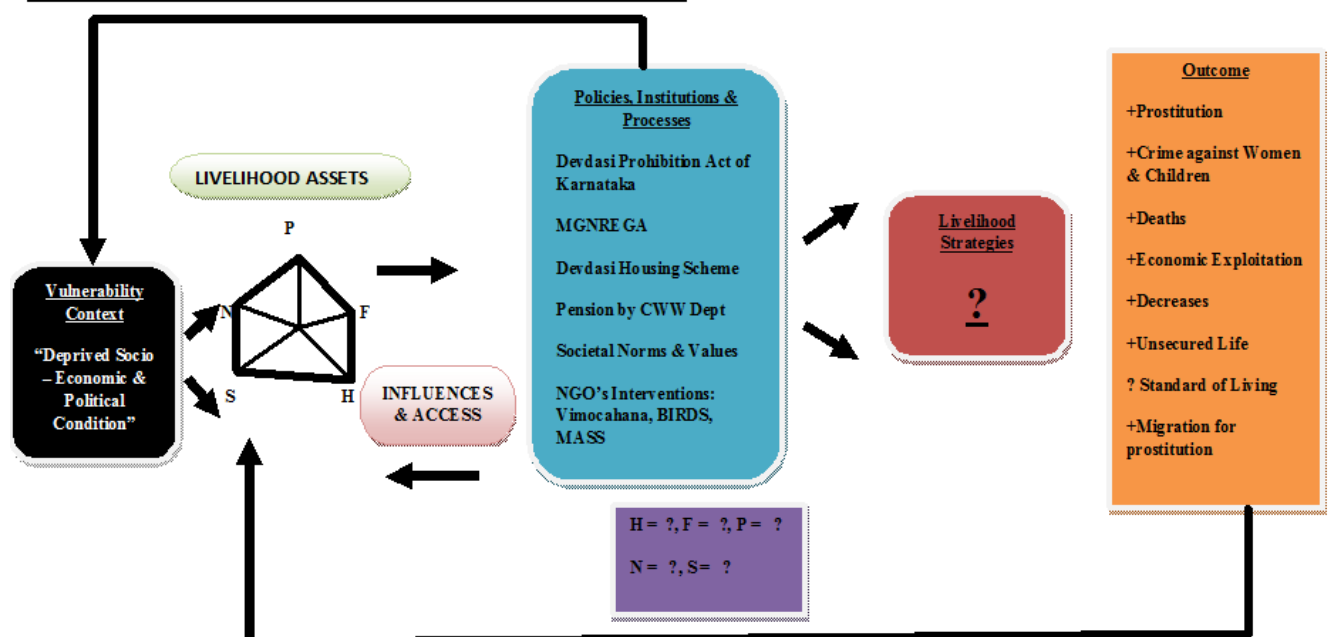 LIVELIHOOD ASSETS
P
N
F
S
H
Vulnerability
Context
“Deprived Socio
– Economic &
Political
Condition”
INFLUENCES
& ACCESS
Policies, Institutions &
Processes
Devdasi Prohibition Act of
Karnataka
MGNREGA
Devdasi Housing Scheme
Pension by CWW Dept
Societal Norms & Values
NGO’s Interventions:
Vimocahana, BIRDS,
MASS
H = ?, F = ?, P = ?
N = ?, S= ?
Livelihood
Strategies
?
Outcome
+Prostitution
+Crime against Women
& Children
+Deaths
+Economic Exploitation
+Decreases
+Unsecured Life
? Standard of Living
+Migration for
prostitution